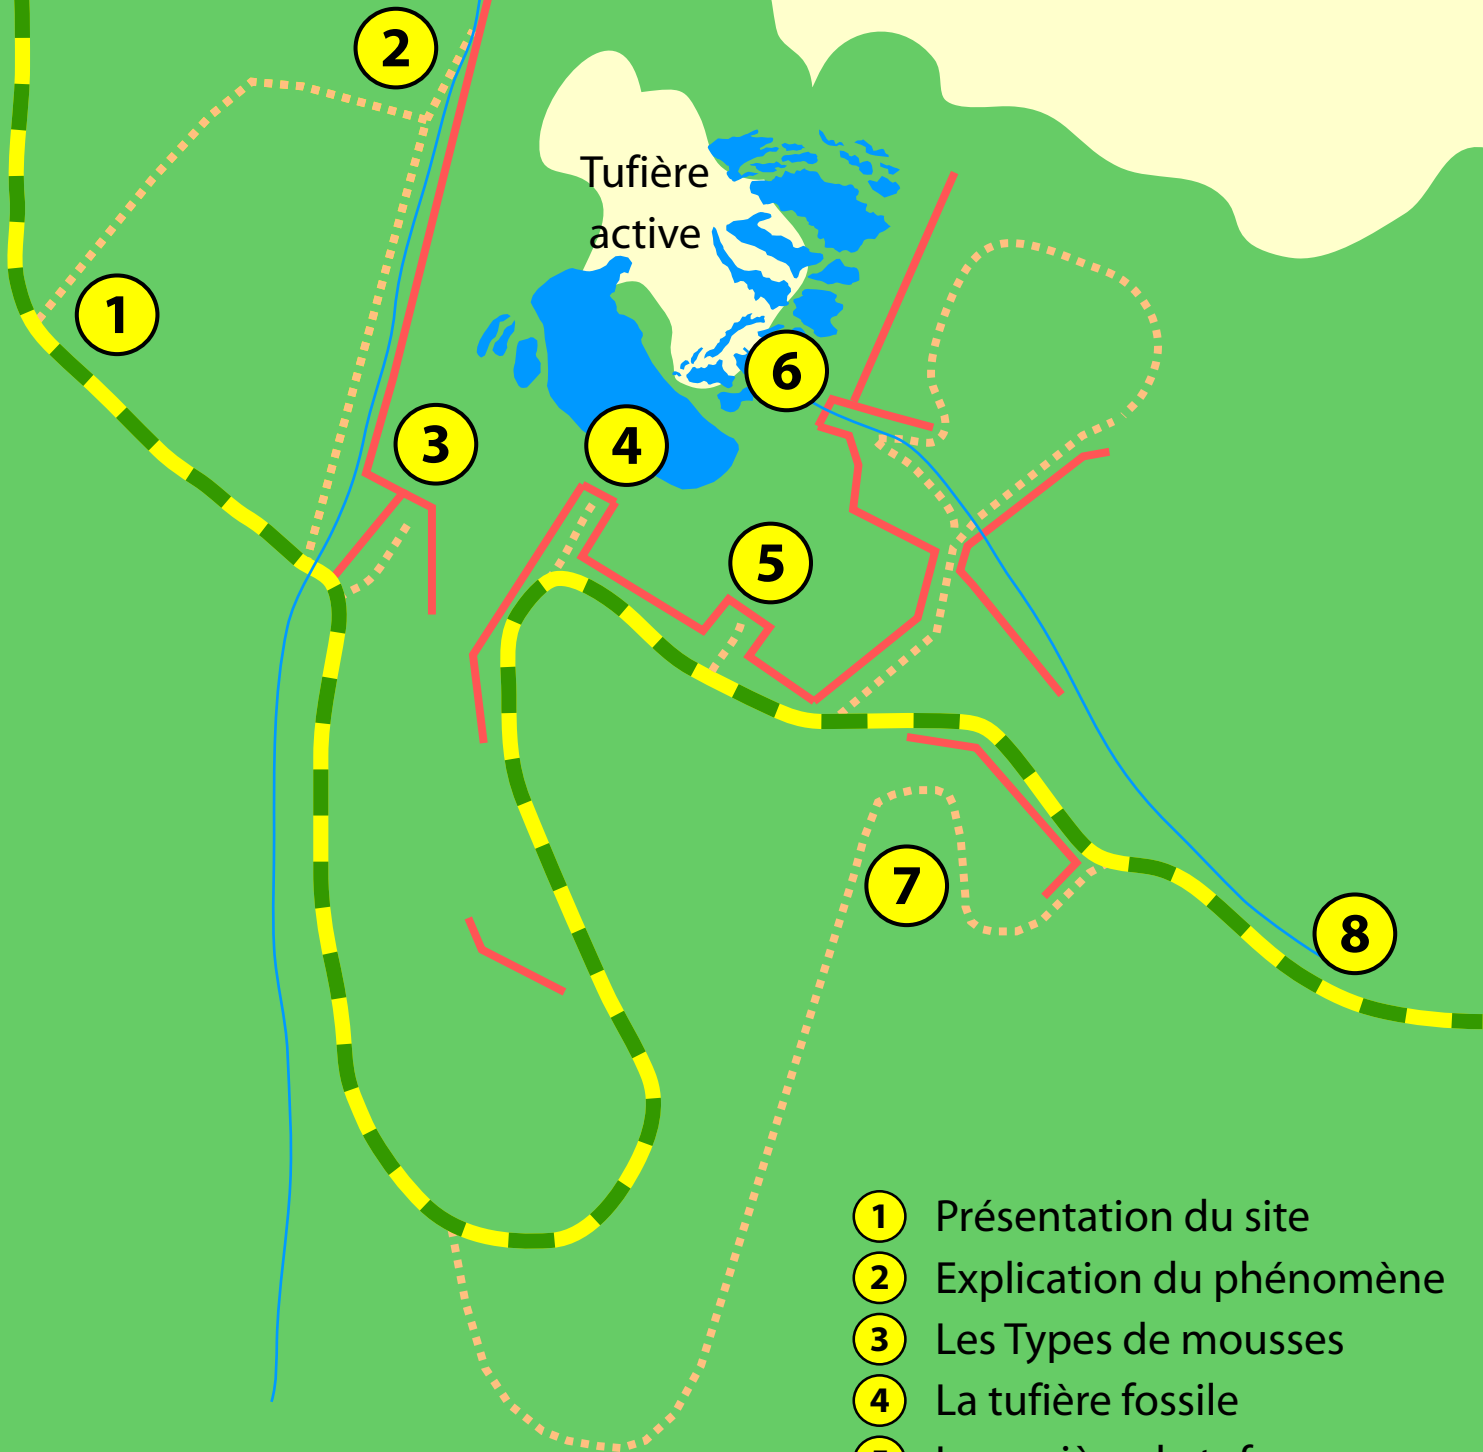 2
Tufière
active
1
6
3
4
5
7
8
1 Présentation du site
2 Explication du phénomène
3 Les Types de mousses
4 La tufière fossile